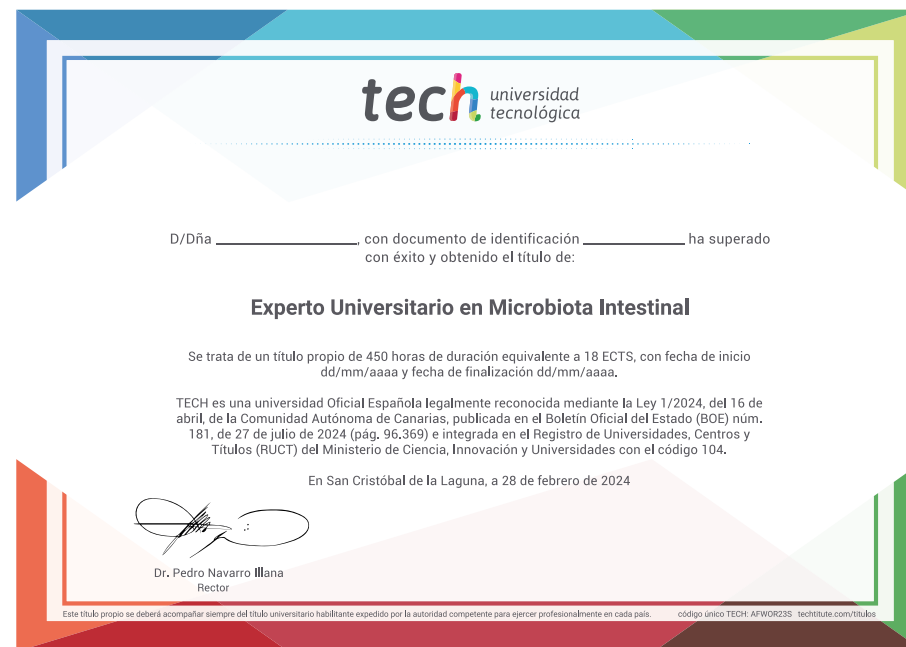 tech universidad
tecnológica
D/Dña ____________________, con documento de identificación ______________ ha superado
con éxito y obtenido el título de:
Experto Universitario en Microbiota Intestinal
Se trata de un título propio de 450 horas de duración equivalente a 18 ECTS, con fecha de inicio
dd/mm/aaaa y fecha de finalización dd/mm/aaaa.
TECH es una universidad Oficial Española legalmente reconocida mediante la Ley 1/2024, del 16 de
abril, de la Comunidad Autónoma de Canarias, publicada en el Boletín Oficial del Estado (BOE) núm.
181, de 27 de julio de 2024 (pág. 96.369) e integrada en el Registro de Universidades, Centros y
Títulos (RUCT) del Ministerio de Ciencia, Innovación y Universidades con el código 104.
En San Cristóbal de la Laguna, a 28 de febrero de 2024
Dr. Pedro Navarro Illana
Rector
Este título propio se deberá acompañar siempre del título universitario habilitante expedido por la autoridad competente para ejercer profesionalmente en cada país. código único TECH: AFWOR23S techtitute.com/titulos